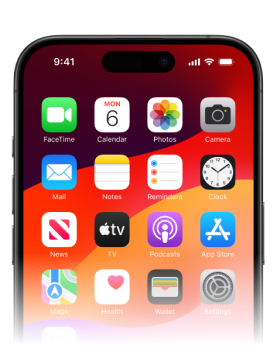 9:41
MON
6
FaceTime Calendar Photos Camera
Mail Notes Reminders Clock
tv
News TV Podcasts App Store
Maps Health Wallet Settings